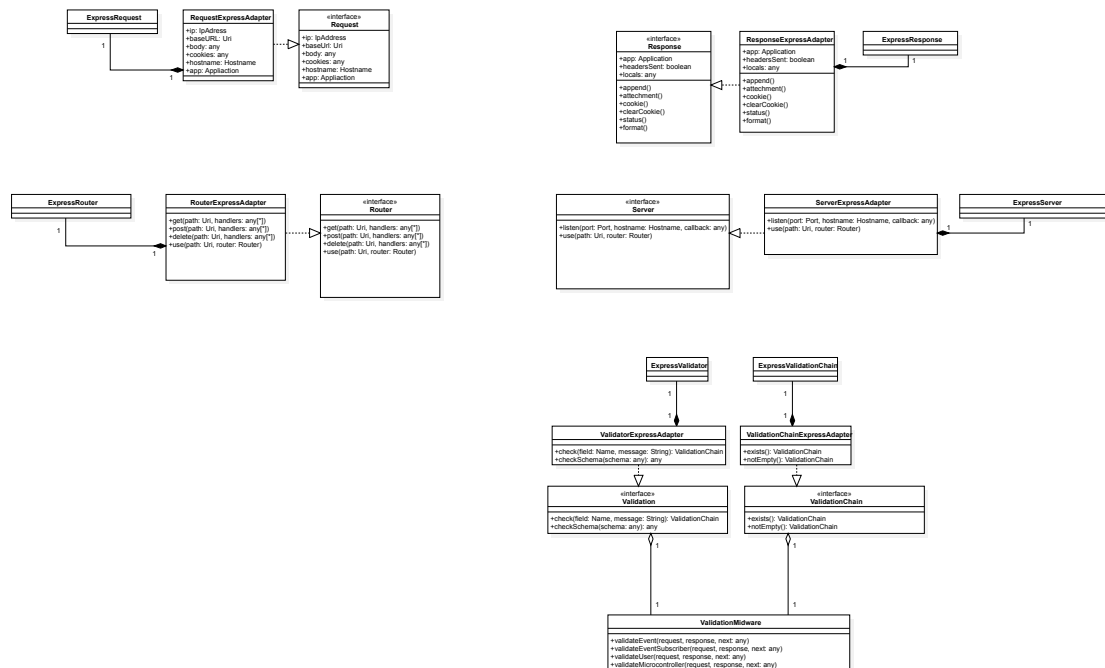 ExpressRequest
1
RequestExpressAdapter
+ip: IpAdress
+baseURL: Uri
+body: any
+cookies: any
+hostname: Hostname
+app: Appliaction
1
«interface»
Request
+ip: IpAddress
+baseUrl: Uri
+body: any
+cookies: any
+hostname: Hostname
+app: Appliaction
«interface»
Response
+app: Application
+headersSent: boolean
+locals: any
+append()
+attechment()
+cookie()
+clearCookie()
+status()
+format()
ResponseExpressAdapter
+app: Application
+headersSent: boolean
+locals: any
+append()
+attechment()
+cookie()
+clearCookie()
+status()
+format()
1
1
ExpressResponse
ExpressRouter
1
RouterExpressAdapter
+get(path: Uri, handlers: any[*])
+post(path: Uri, handlers: any[*])
+delete(path: Uri, handlers: any[*])
+use(path: Uri, router: Router)
1
«interface»
Router
+get(path: Uri, handlers: any[*])
+post(path: Uri, handlers: any[*])
+delete(path: Uri, handlers: any[*])
+use(path: Uri, router: Router)
«interface»
Server
+listen(port: Port, hostname: Hostname, callback: any)
+use(path: Uri, router: Router)
ServerExpressAdapter
+listen(port: Port, hostname: Hostname, callback: any)
+use(path: Uri, router: Router)
1
1
ExpressServer
ExpressValidator
1
1
ExpressValidationChain
1
1
ValidatorExpressAdapter
+check(field: Name, message: String): ValidationChain
+checkSchema(schema: any): any
ValidationChainExpressAdapter
+exists(): ValidationChain
+notEmpty(): ValidationChain
«interface»
Validation
+check(field: Name, message: String): ValidationChain
+checkSchema(schema: any): any
«interface»
ValidationChain
+exists(): ValidationChain
+notEmpty(): ValidationChain
1
1
1
1
ValidationMidware
+validateEvent(request, response, next: any)
+validateEventSubscriber(request, response, next: any)
+validateUser(request, response, next: any)
+validateMicrocontroller(request, response, next: any)